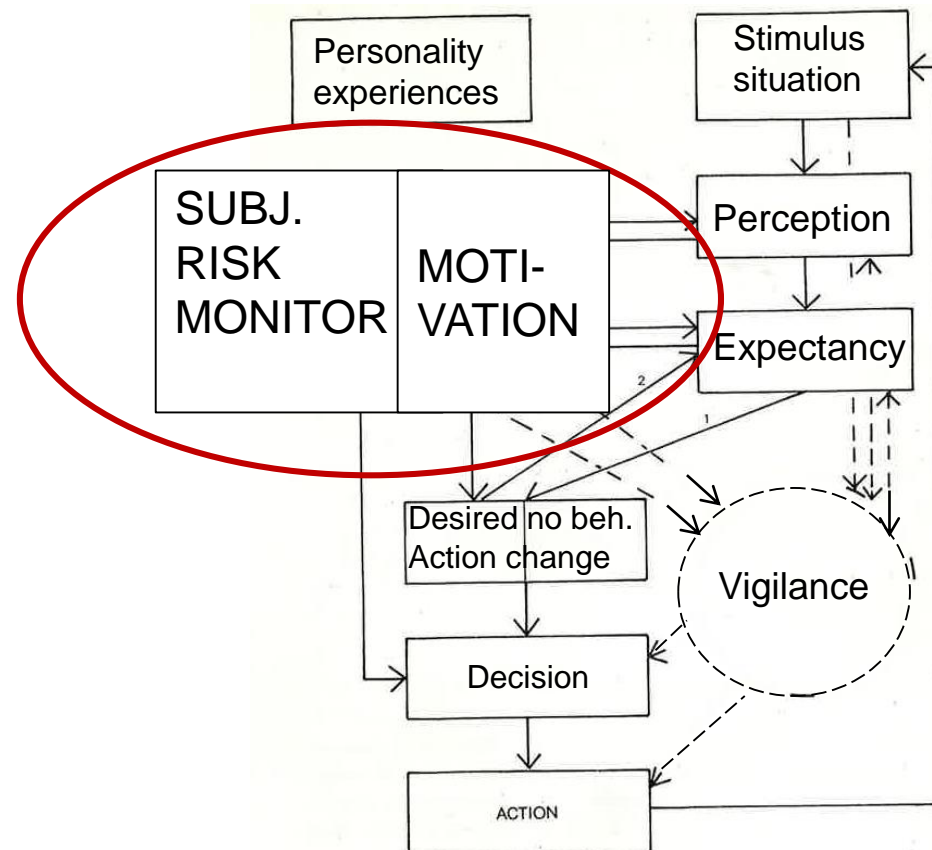 Personality
experiences
Stimulus
situation
SUBJ.
RISK
MONITOR
MOTI-
VATION
Perception
Expectancy
2
1
Desired no beh.
Action change
Vigilance
Decision
ACTION